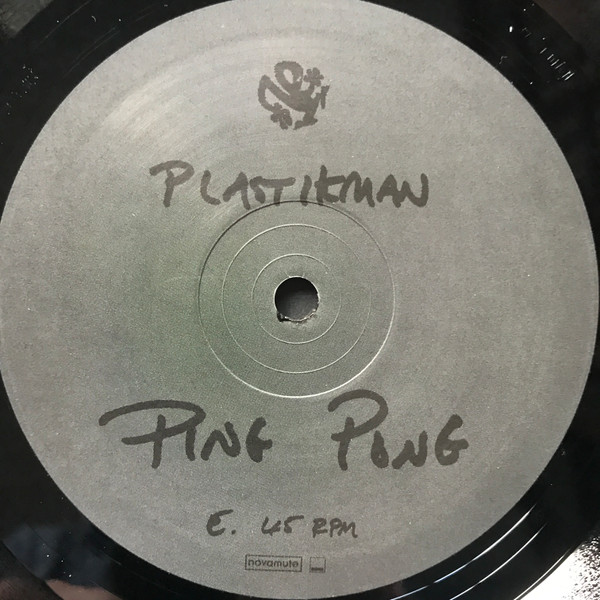 PLASTIKMAN
PING PONG
E. 45 RPM
novamute